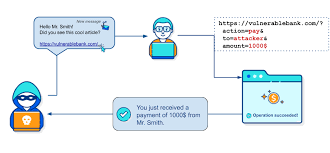 New message
Hello Mr. Smith!
Did you see this cool article?
https://vulnerablebank.com/...
https://vulnerablebank.com/?
action=pay&
to=attacker&
amount=1000$
Operation succeeded!
You just received a
payment of 1000$ from
Mr. Smith.